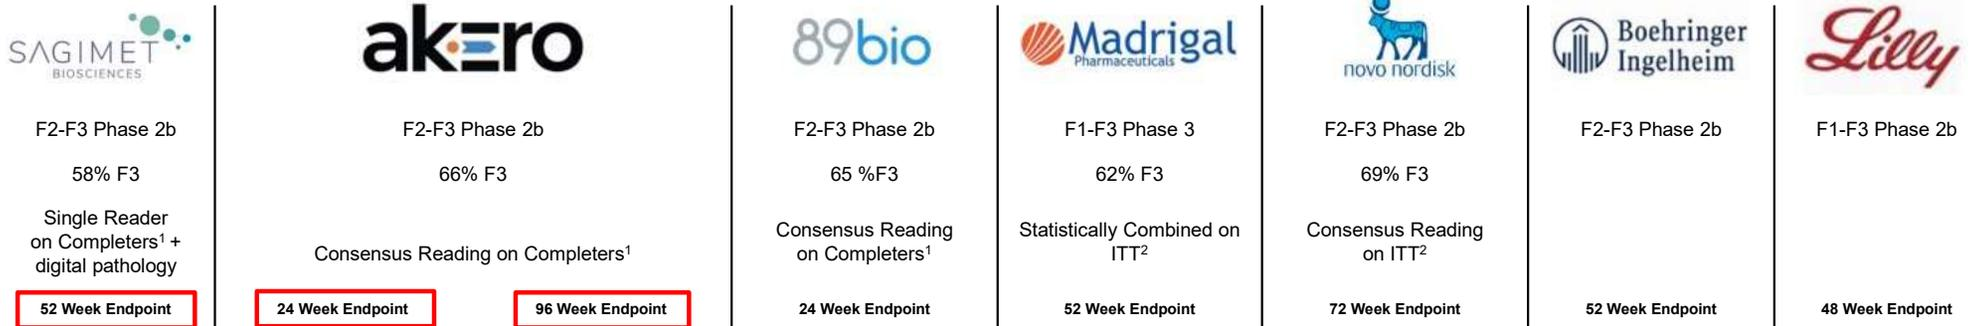 SAGIMET
BIOSCIENCES
F2-F3 Phase 2b
58% F3
Single Reader
on Completers¹ +
digital pathology
52 Week Endpoint
akero
F2-F3 Phase 2b
66% F3
Consensus Reading on Completers¹
24 Week Endpoint
96 Week Endpoint
89bio
F2-F3 Phase 2b
65 %F3
Consensus Reading
on Completers¹
24 Week Endpoint
Madrigal
Pharmaceuticals
F1-F3 Phase 3
62% F3
Statistically Combined on
ITT²
52 Week Endpoint
novo nordisk
F2-F3 Phase 2b
69% F3
Consensus Reading
on ITT²
72 Week Endpoint
Boehringer
Ingelheim
F2-F3 Phase 2b
52 Week Endpoint
Lilly
F1-F3 Phase 2b
48 Week Endpoint